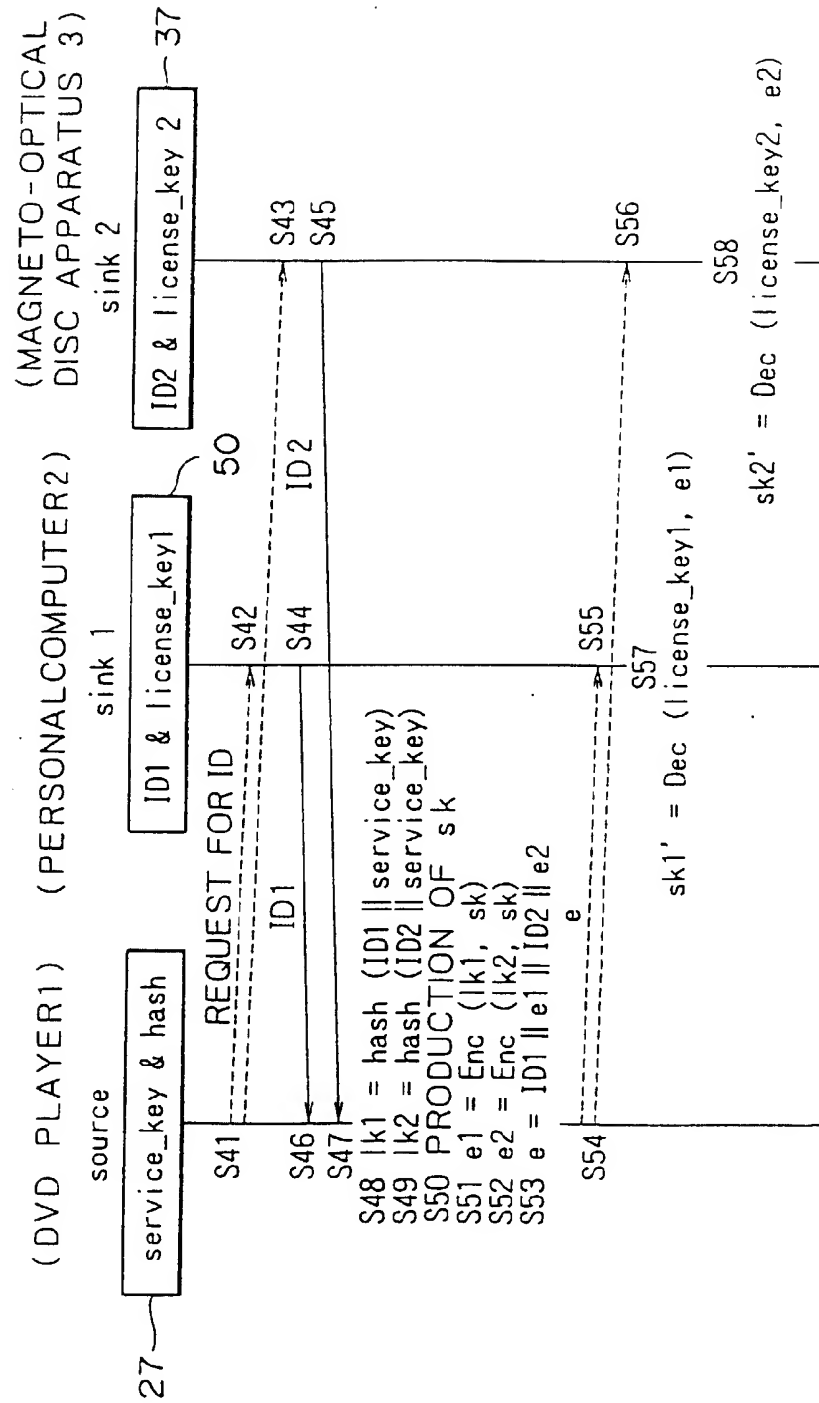 (DVD PLAYER1)
source
27
service_key & hash
(PERSONALCOMPUTER2)
sink 1
ID1 & license_key1
50
(MAGNETO-OPTICAL
DISC APPARATUS 3)
sink 2
ID2 & license_key 2
37
S41
REQUEST FOR ID
S42
S43
ID1
S44
ID2
S45
S46
S47
S48 lk1 = hash (ID1 || service_key)
S49 lk2 = hash (ID2 || service_key)
S50 PRODUCTION OF sk
S51 e1 = Enc (lk1, sk)
S52 e2 = Enc (lk2, sk)
S53 e = ID1 || e1 || ID2 || e2
e
S54
S55
S56
S57
sk1' = Dec (license_key1, e1)
S58
sk2' = Dec (license_key2, e2)